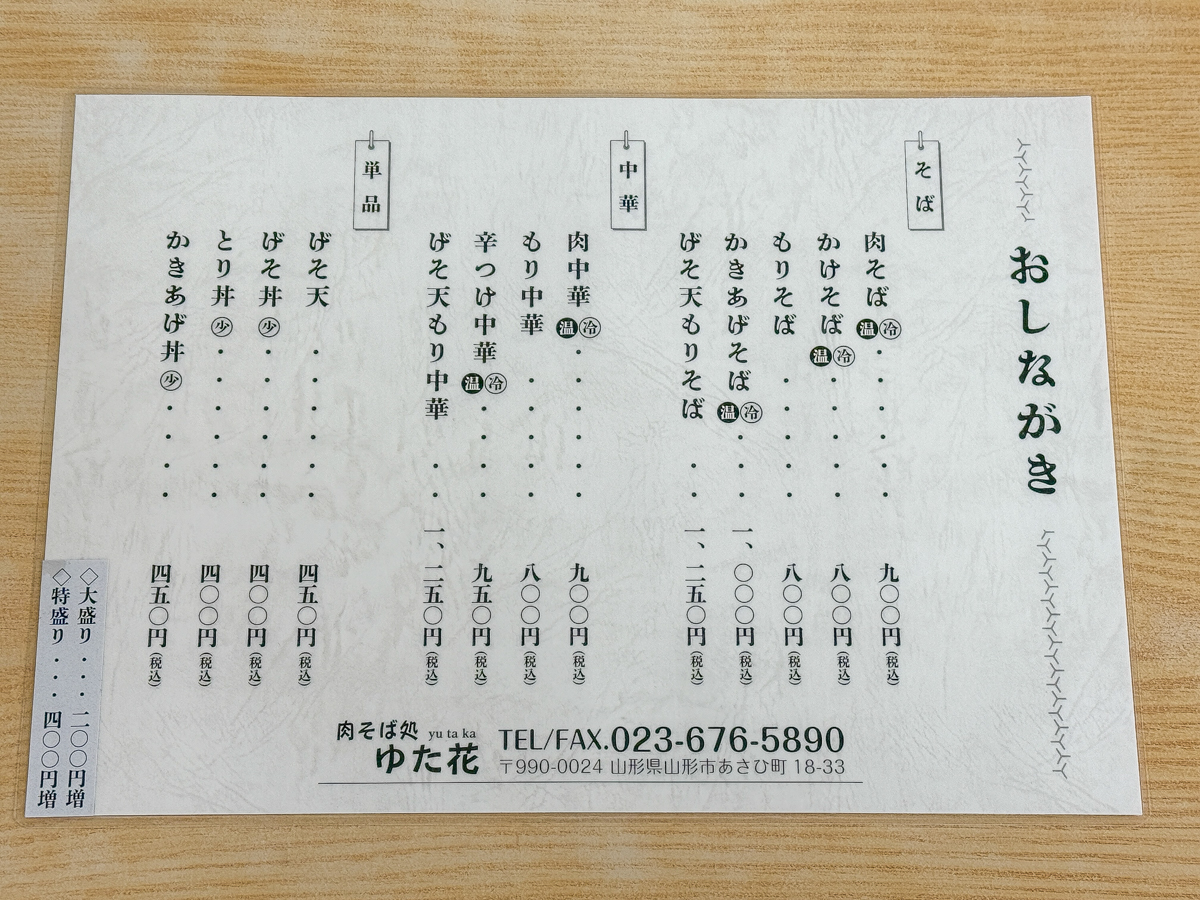 おしながき
そば
肉そば 温 冷 ・・・・・・ 九〇〇円(税込)
かけそば 温 冷 ・・・・・ 八〇〇円(税込)
もりそば ・・・・・ 八〇〇円(税込)
かきあげそば 温 冷 ・・・ 一、〇〇〇円(税込)
げそ天もりそば ・・ 一、二五〇円(税込)
中華
肉中華 温 冷 ・・・・・・ 九〇〇円(税込)
もり中華 ・・・・・ 八〇〇円(税込)
辛つけ中華 温 冷 ・・・・ 九五〇円(税込)
げそ天もり中華 ・・ 一、二五〇円(税込)
単品
げそ天 ・・・・・・ 四五〇円(税込)
げそ丼 少 ・・・・・・ 四〇〇円(税込)
とり丼 少 ・・・・・・ 四〇〇円(税込)
かきあげ丼 少 ・・・・ 四五〇円(税込)
◇大盛り・・・二〇〇円増
◇特盛り・・・四〇〇円増
肉そば処 yu ta ka
ゆた花
TEL/FAX.023-676-5890
〒990-0024 山形県山形市あさひ町 18-33